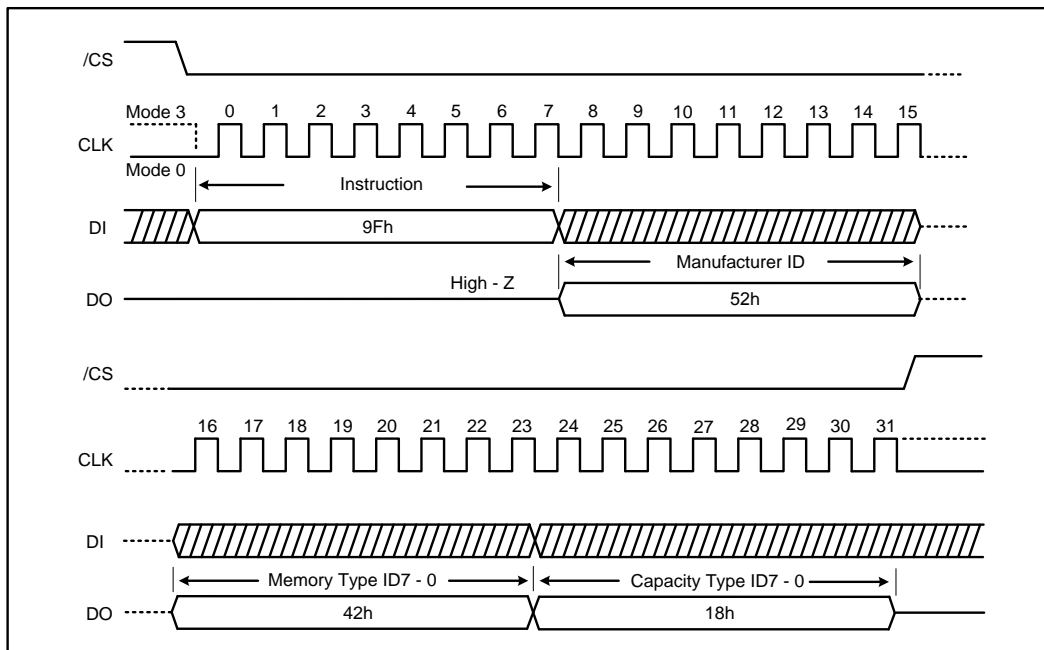 /CS
Mode 3 0 1 2 3 4 5 6 7 8 9 10 11 12 13 14 15
CLK
Mode 0
Instruction
DI 9Fh
Manufacturer ID
High - Z
DO 52h
/CS
16 17 18 19 20 21 22 23 24 25 26 27 28 29 30 31
CLK
DI
Memory Type ID7 - 0 Capacity Type ID7 - 0
DO 42h 18h